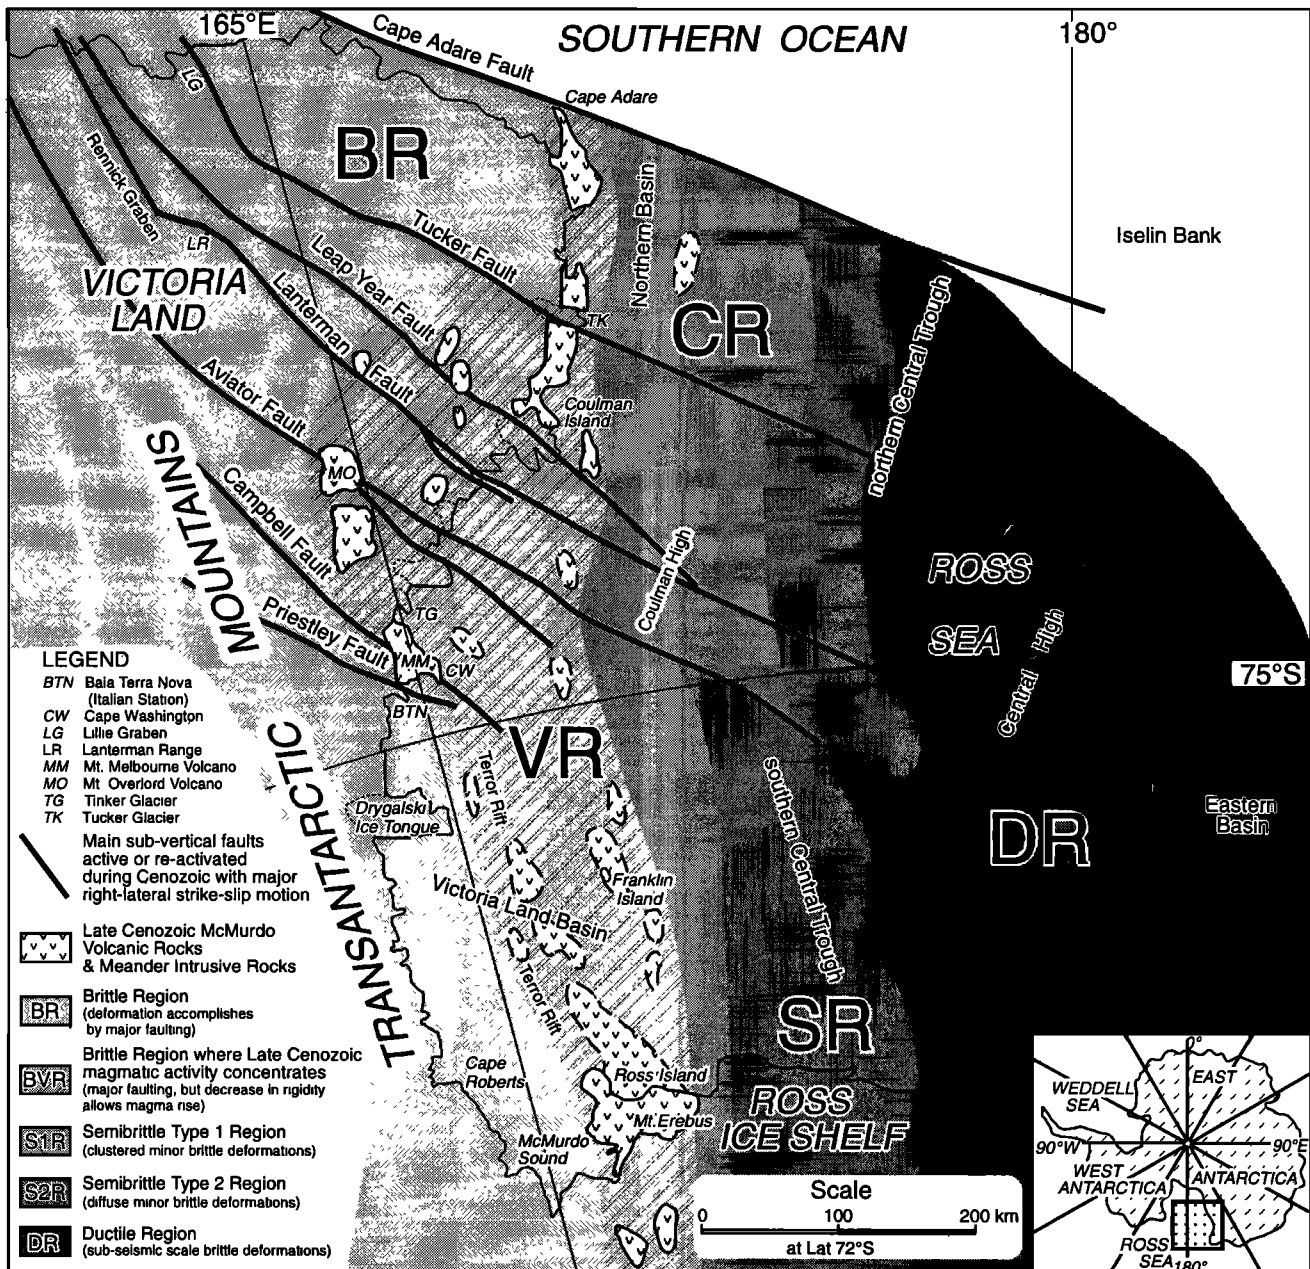 165°E
180°
SOUTHERN OCEAN
Cape Adare Fault
Cape Adare
LG
BR
Rennick Graben
LR
Tucker Fault
Northern Basin
Iselin Bank
Leap Year Fault
VICTORIA
LAND
Lanterman
Fault
TK
CR
northern Central Trough
Aviator Fault
Coulman
Island
MO
Campbell Fault
Coulman High
ROSS
SEA
Central High
MOUNTAINS
TG
Priestley Fault
MM
CW
BTN
75°S
VR
Terror Rift
southern Central Trough
Drygalski
Ice Tongue
DR
Eastern
Basin
TRANSANTARCTIC
Victoria Land Basin
Franklin
Island
Terror Rift
SR
Cape
Roberts
Ross Island
Mt. Erebus
ROSS
ICE SHELF
McMurdo
Sound
LEGEND
BTN Baia Terra Nova
(Italian Station)
CW Cape Washington
LG Lillie Graben
LR Lanterman Range
MM Mt. Melbourne Volcano
MO Mt Overlord Volcano
TG Tinker Glacier
TK Tucker Glacier
Main sub-vertical faults
active or re-activated
during Cenozoic with major
right-lateral strike-slip motion
Late Cenozoic McMurdo
Volcanic Rocks
& Meander Intrusive Rocks
BR Brittle Region
(deformation accomplishes
by major faulting)
BVR Brittle Region where Late Cenozoic
magmatic activity concentrates
(major faulting, but decrease in rigidity
allows magma rise)
S1R Semibrittle Type 1 Region
(clustered minor brittle deformations)
S2R Semibrittle Type 2 Region
(diffuse minor brittle deformations)
DR Ductile Region
(sub-seismic scale brittle deformations)
Scale
0 100 200 km
at Lat 72°S
0°
WEDDELL
SEA
EAST
90°W
90°E
WEST
ANTARCTICA
ANTARCTICA
ROSS
SEA
180°